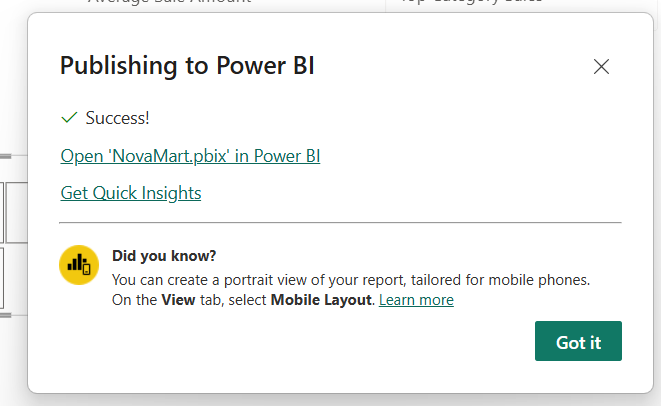 Average Sale Amount
Top Category Sales
Publishing to Power BI
Success!
Open 'NovaMart.pbix' in Power BI
Get Quick Insights
Did you know?
You can create a portrait view of your report, tailored for mobile phones.
On the View tab, select Mobile Layout. Learn more
Got it